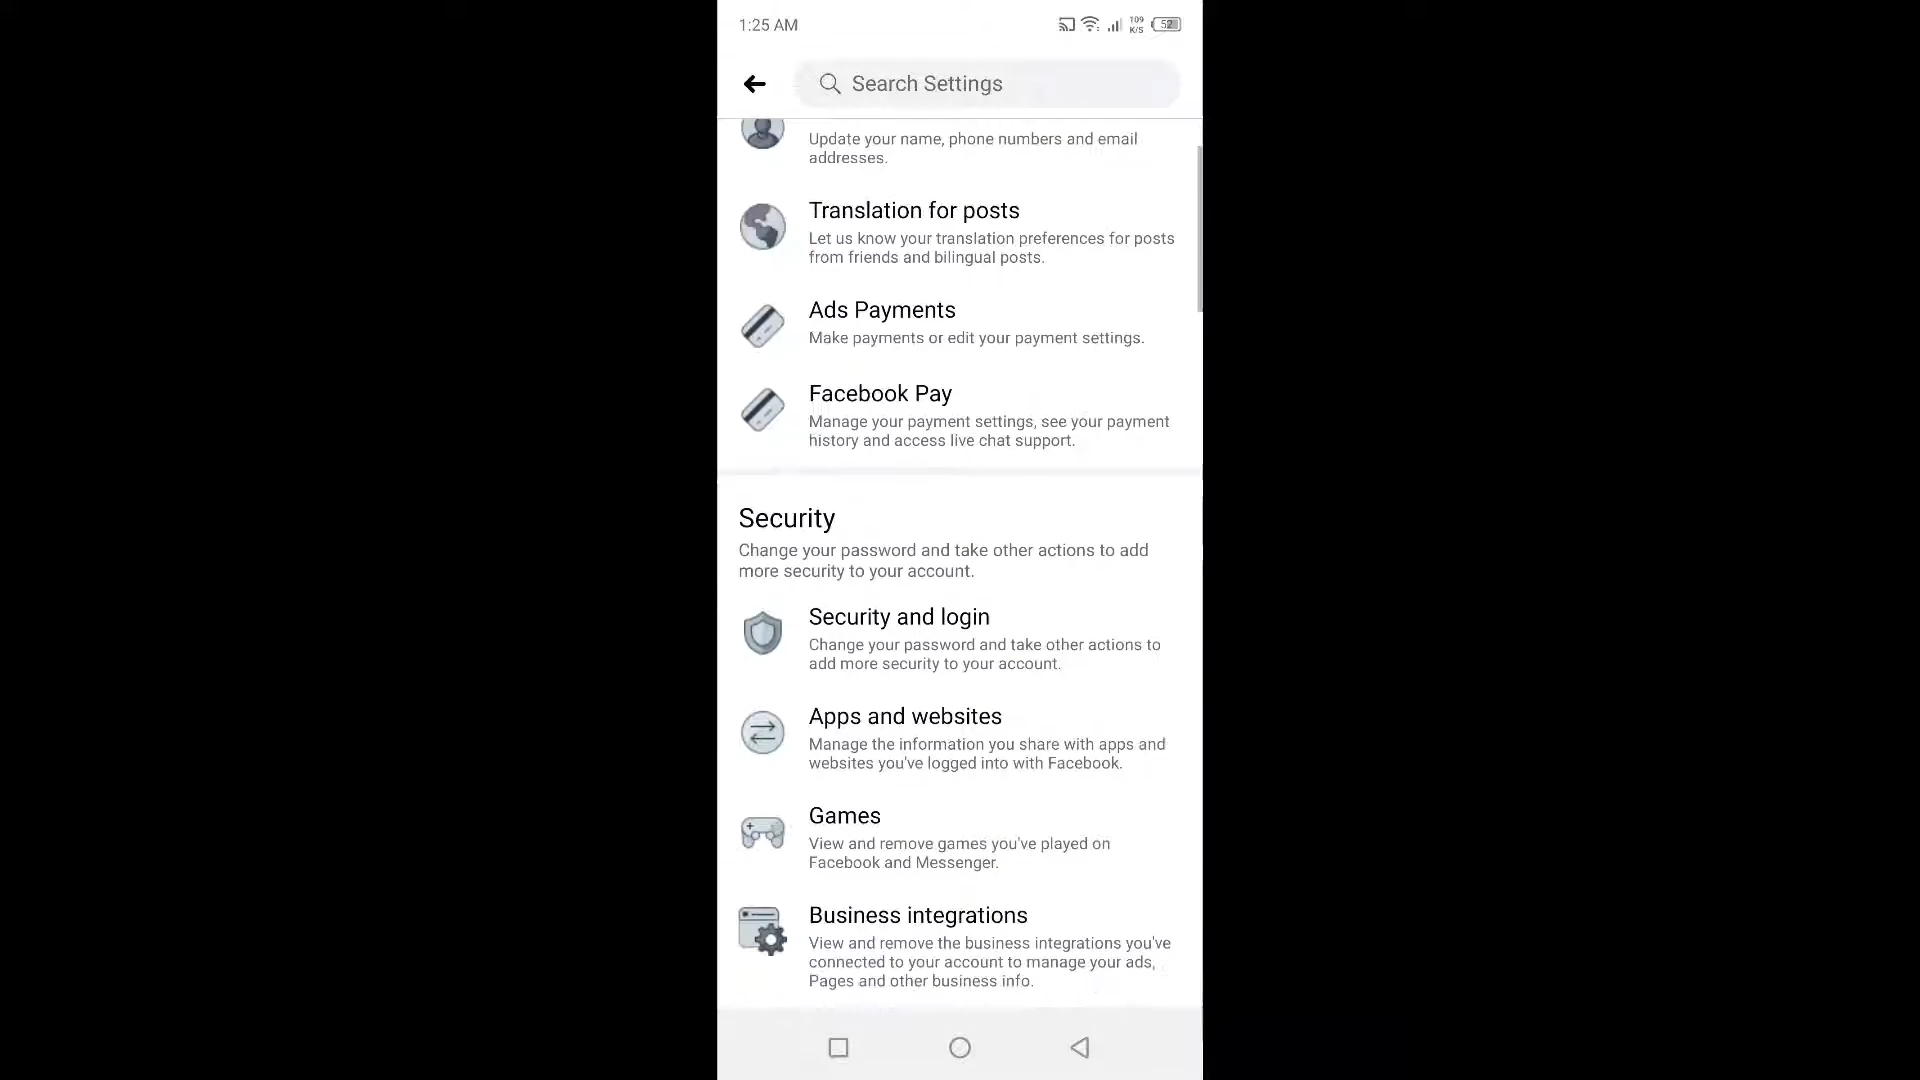 1:25 AM
109
K/S
52
Search Settings
Update your name, phone numbers and email
addresses.
Translation for posts
Let us know your translation preferences for posts
from friends and bilingual posts.
Ads Payments
Make payments or edit your payment settings.
Facebook Pay
Manage your payment settings, see your payment
history and access live chat support.
Security
Change your password and take other actions to add
more security to your account.
Security and login
Change your password and take other actions to
add more security to your account.
Apps and websites
Manage the information you share with apps and
websites you've logged into with Facebook.
Games
View and remove games you've played on
Facebook and Messenger.
Business integrations
View and remove the business integrations you've
connected to your account to manage your ads,
Pages and other business info.